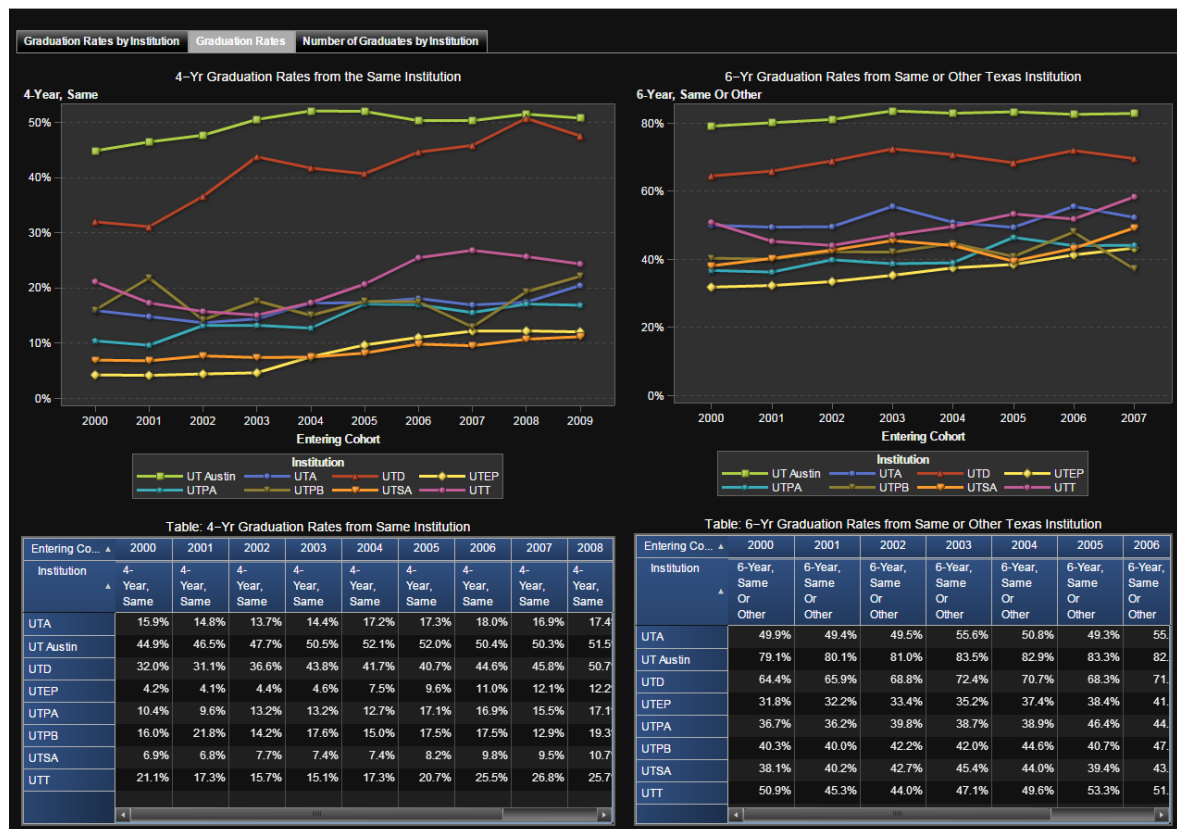 Graduation Rates by Institution Graduation Rates Number of Graduates by Institution
4-Yr Graduation Rates from the Same Institution
4-Year, Same
50%
40%
30%
20%
10%
0%
2000 2001 2002 2003 2004 2005 2006 2007 2008 2009
Entering Cohort
Institution
UT Austin UTA UTD UTEP
UTPA UTPB UTSA UTT
6-Yr Graduation Rates from Same or Other Texas Institution
6-Year, Same Or Other
80%
60%
40%
20%
0%
2000 2001 2002 2003 2004 2005 2006 2007
Entering Cohort
Institution
UT Austin UTA UTD UTEP
UTPA UTPB UTSA UTT
Table: 4-Yr Graduation Rates from Same Institution
Entering Co... 2000 2001 2002 2003 2004 2005 2006 2007 2008
Institution 4- 4- 4- 4- 4- 4- 4- 4- 4-
Year, Year, Year, Year, Year, Year, Year, Year, Year,
Same Same Same Same Same Same Same Same Same
UTA 15.9% 14.8% 13.7% 14.4% 17.2% 17.3% 18.0% 16.9% 17.4
UT Austin 44.9% 46.5% 47.7% 50.5% 52.1% 52.0% 50.4% 50.3% 51.5
UTD 32.0% 31.1% 36.6% 43.8% 41.7% 40.7% 44.6% 45.8% 50.7
UTEP 4.2% 4.1% 4.4% 4.6% 7.5% 9.6% 11.0% 12.1% 12.2
UTPA 10.4% 9.6% 13.2% 13.2% 12.7% 17.1% 16.9% 15.5% 17.1
UTPB 16.0% 21.8% 14.2% 17.6% 15.0% 17.5% 17.5% 12.9% 19.3
UTSA 6.9% 6.8% 7.7% 7.4% 7.4% 8.2% 9.8% 9.5% 10.7
UTT 21.1% 17.3% 15.7% 15.1% 17.3% 20.7% 25.5% 26.8% 25.7
Table: 6-Yr Graduation Rates from Same or Other Texas Institution
Entering Co... 2000 2001 2002 2003 2004 2005 2006
Institution 6-Year, 6-Year, 6-Year, 6-Year, 6-Year, 6-Year, 6-Year,
Same Same Same Same Same Same Same
Or Or Or Or Or Or Or
Other Other Other Other Other Other Other
UTA 49.9% 49.4% 49.5% 55.6% 50.8% 49.3% 55.
UT Austin 79.1% 80.1% 81.0% 83.5% 82.9% 83.3% 82.
UTD 64.4% 65.9% 68.8% 72.4% 70.7% 68.3% 71.
UTEP 31.8% 32.2% 33.4% 35.2% 37.4% 38.4% 41.
UTPA 36.7% 36.2% 39.8% 38.7% 38.9% 46.4% 44.
UTPB 40.3% 40.0% 42.2% 42.0% 44.6% 40.7% 47.
UTSA 38.1% 40.2% 42.7% 45.4% 44.0% 39.4% 43.
UTT 50.9% 45.3% 44.0% 47.1% 49.6% 53.3% 51.